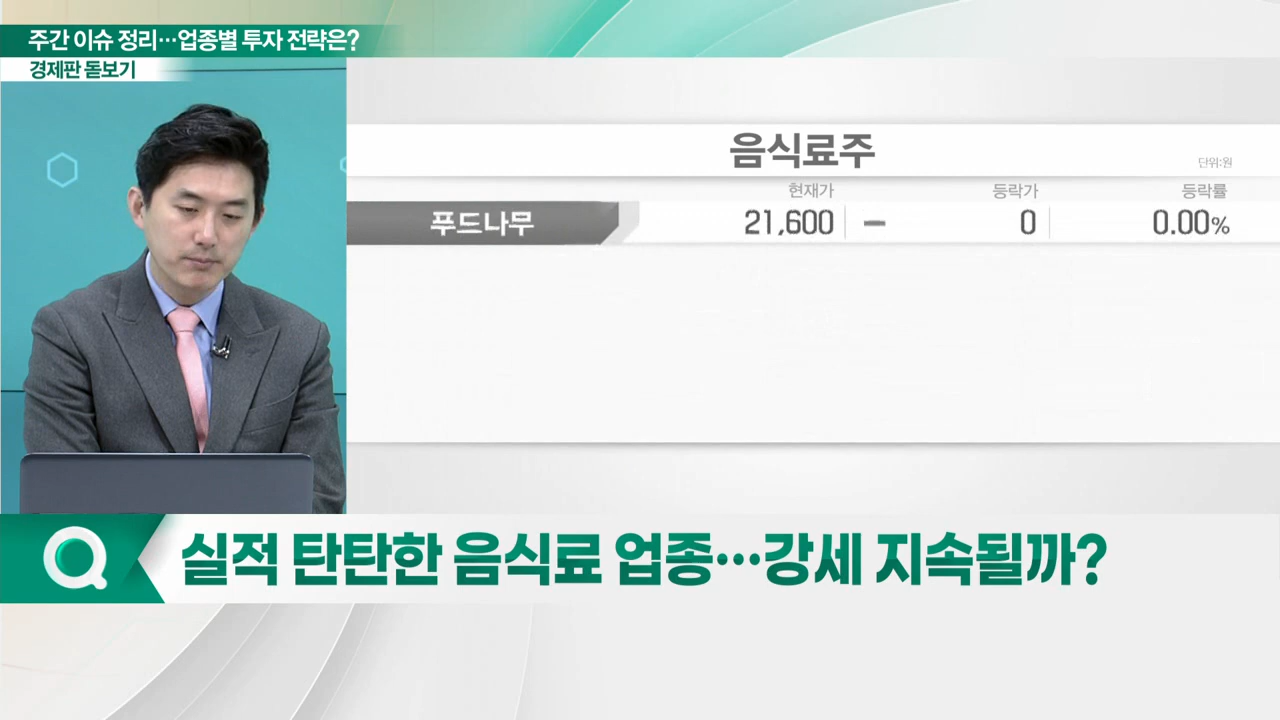 주간 이슈 정리…업종별 투자 전략은?
경제판 돋보기
음식료주
단위:원
현재가 등락가 등락률
푸드나무 21,600 - 0 0.00%
Q 실적 탄탄한 음식료 업종…강세 지속될까?